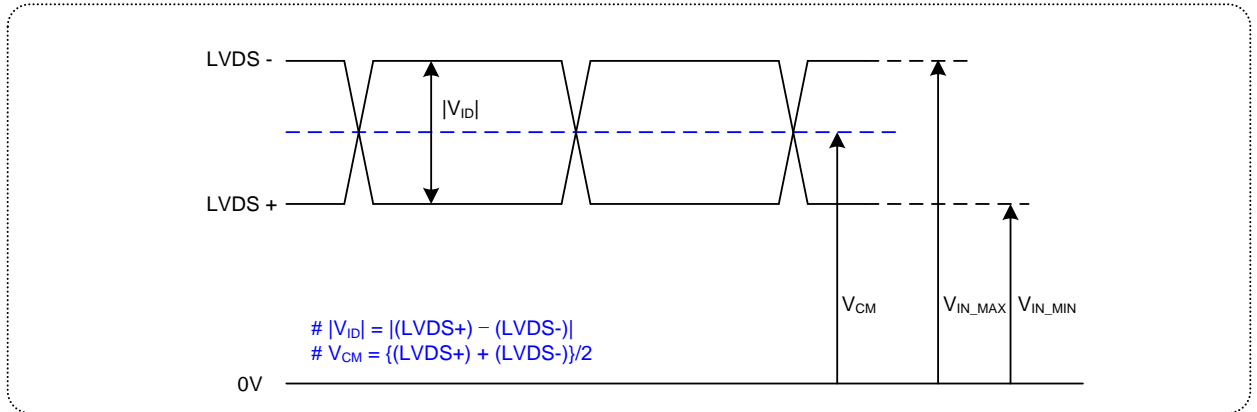 LVDS -
|VID|
LVDS +
VCM
VIN_MAX
VIN_MIN
# |VID| = |(LVDS+) – (LVDS-)|
# VCM = {(LVDS+) + (LVDS-)}/2
0V